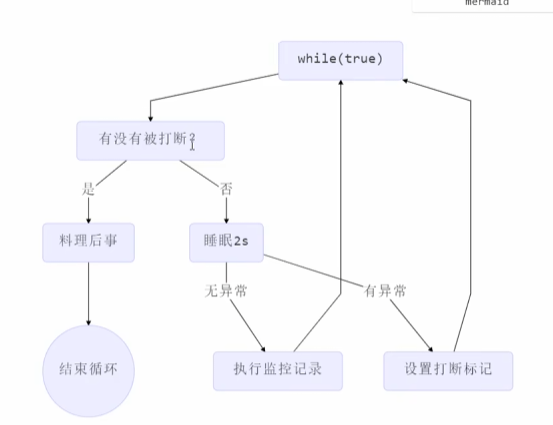 mermaid
while(true)
有没有被打断?
是
否
料理后事
睡眠2s
无异常
有异常
结束循环
执行监控记录
设置打断标记